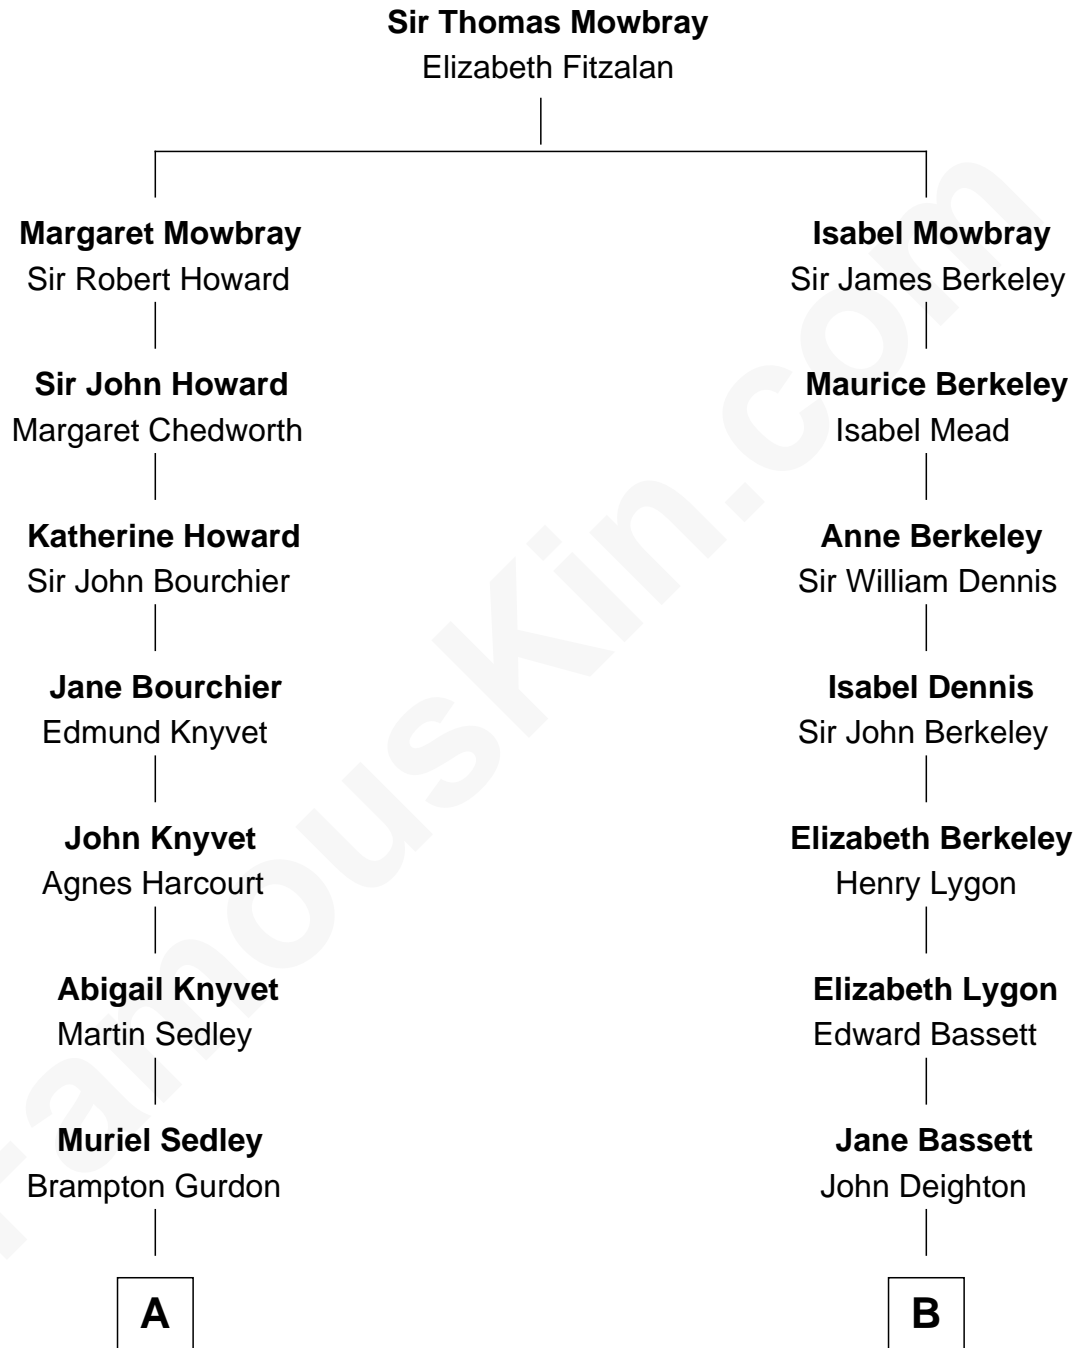 Sir Thomas Mowbray
Elizabeth Fitzalan
Margaret Mowbray
Sir Robert Howard
Isabel Mowbray
Sir James Berkeley
Sir John Howard
Margaret Chedworth
Maurice Berkeley
Isabel Mead
Katherine Howard
Sir John Bourchier
Anne Berkeley
Sir William Dennis
Jane Bourchier
Edmund Knyvet
Isabel Dennis
Sir John Berkeley
John Knyvet
Agnes Harcourt
Elizabeth Berkeley
Henry Lygon
Abigail Knyvet
Martin Sedley
Elizabeth Lygon
Edward Bassett
Muriel Sedley
Brampton Gurdon
Jane Bassett
John Deighton
A
B
FamousKin.com